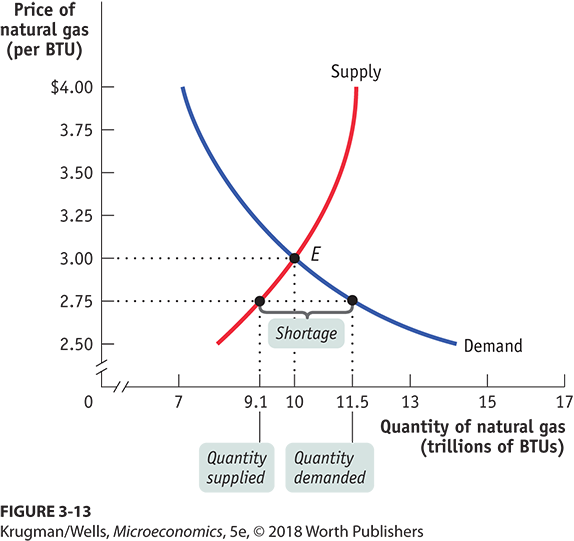 Price of
natural gas
(per BTU)
Supply
$4.00
3.75
3.50
3.25
3.00
E
2.75
Shortage
2.50
Demand
0
7
9.1
10
11.5
13
15
17
Quantity of natural gas
(trillions of BTUs)
Quantity
supplied
Quantity
demanded
FIGURE 3-13
Krugman/Wells, Microeconomics, 5e, © 2018 Worth Publishers